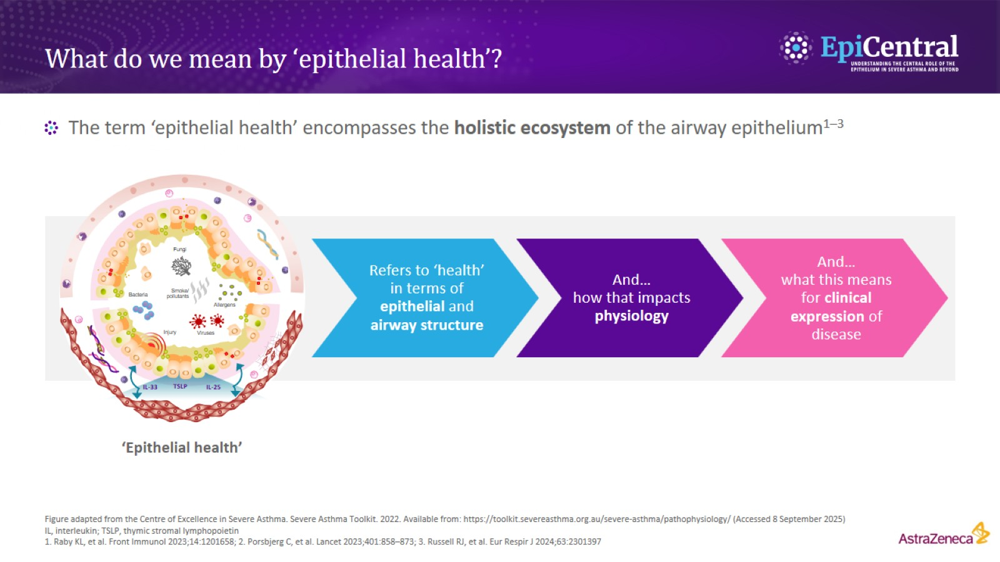 What do we mean by ‘epithelial health’?
EpiCentral
UNDERSTANDING THE CENTRAL ROLE OF THE
EPITHELIUM IN SEVERE ASTHMA AND BEYOND
The term ‘epithelial health’ encompasses the holistic ecosystem of the airway epithelium1–3
Fungi
Bacteria
Smoke/
pollutants
Allergens
Injury
Viruses
IL-33
TSLP
IL-25
‘Epithelial health’
Refers to ‘health’
in terms of
epithelial and
airway structure
And...
how that impacts
physiology
And...
what this means
for clinical
expression of
disease
Figure adapted from the Centre of Excellence in Severe Asthma. Severe Asthma Toolkit. 2022. Available from: https://toolkit.severeasthma.org.au/severe-asthma/pathophysiology/ (Accessed 8 September 2025)
IL, interleukin; TSLP, thymic stromal lymphopoietin
1. Raby KL, et al. Front Immunol 2023;14:1201658; 2. Porsbjerg C, et al. Lancet 2023;401:858–873; 3. Russell RJ, et al. Eur Respir J 2024;63:2301397
AstraZeneca